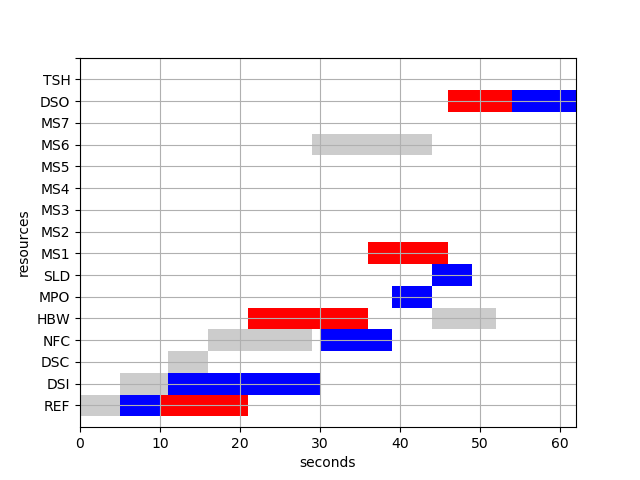 TSH
DSO
MS7
MS6
MS5
MS4
MS3
MS2
MS1
SLD
MPO
HBW
NFC
DSC
DSI
REF
resources
0 10 20 30 40 50 60
seconds